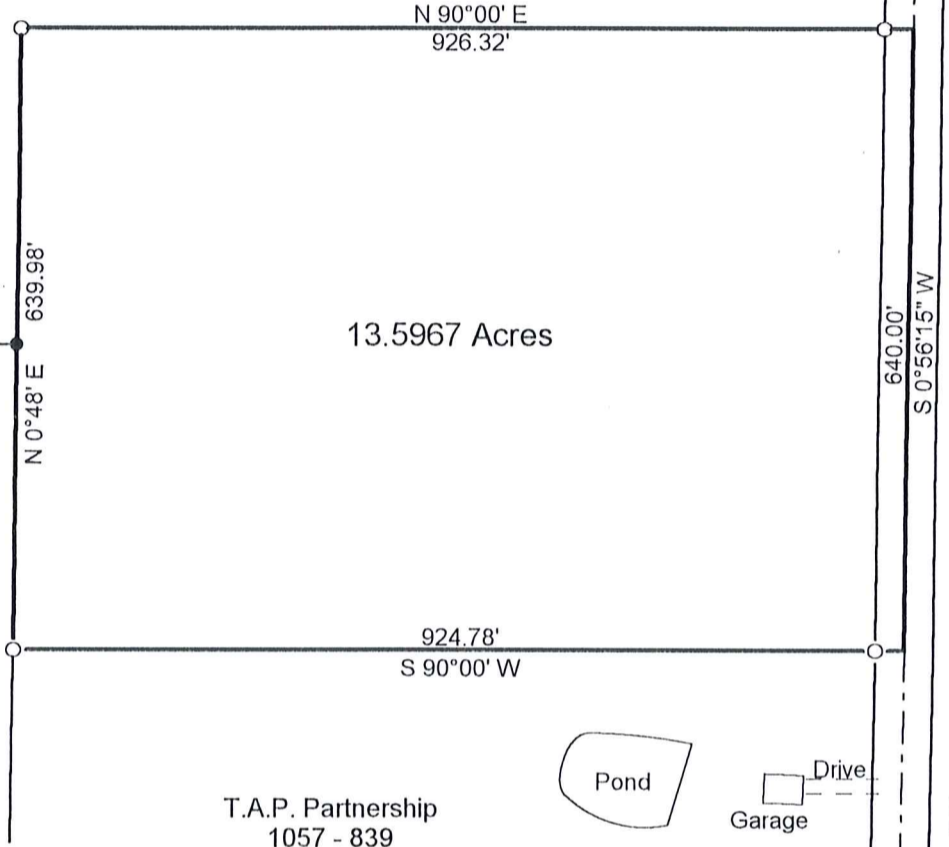 N 90°00' E
926.32'
639.98'
N 0°48' E
13.5967 Acres
640.00'
S 0°56'15" W
924.78'
S 90°00' W
Pond
Drive
Garage
T.A.P. Partnership
1057 - 839